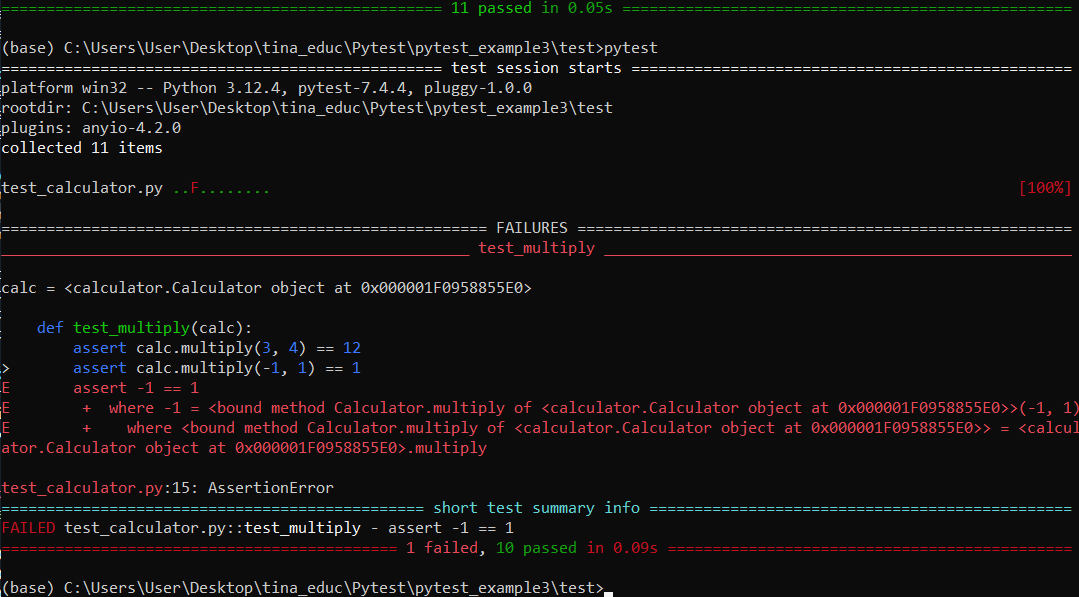 ============================================== 11 passed in 0.05s ==============================================
(base) C:\Users\User\Desktop\tina_educ\Pytest\pytest_example3\test>pytest
============================================== test session starts ==============================================
platform win32 -- Python 3.12.4, pytest-7.4.4, pluggy-1.0.0
rootdir: C:\Users\User\Desktop\tina_educ\Pytest\pytest_example3\test
plugins: anyio-4.2.0
collected 11 items
test_calculator.py ..F........ [100%]
=================================================== FAILURES ===================================================
_________________________________________________ test_multiply _________________________________________________
calc = <calculator.Calculator object at 0x000001F0958855E0>
    def test_multiply(calc):
        assert calc.multiply(3, 4) == 12
>       assert calc.multiply(-1, 1) == 1
E       assert -1 == 1
E        +  where -1 = <bound method Calculator.multiply of <calculator.Calculator object at 0x000001F0958855E0>>(-1, 1)
E        +    where <bound method Calculator.multiply of <calculator.Calculator object at 0x000001F0958855E0>> = <calcul
ator.Calculator object at 0x000001F0958855E0>.multiply
test_calculator.py:15: AssertionError
=============================================== short test summary info ===============================================
FAILED test_calculator.py::test_multiply - assert -1 == 1
============================================ 1 failed, 10 passed in 0.09s =============================================
(base) C:\Users\User\Desktop\tina_educ\Pytest\pytest_example3\test>